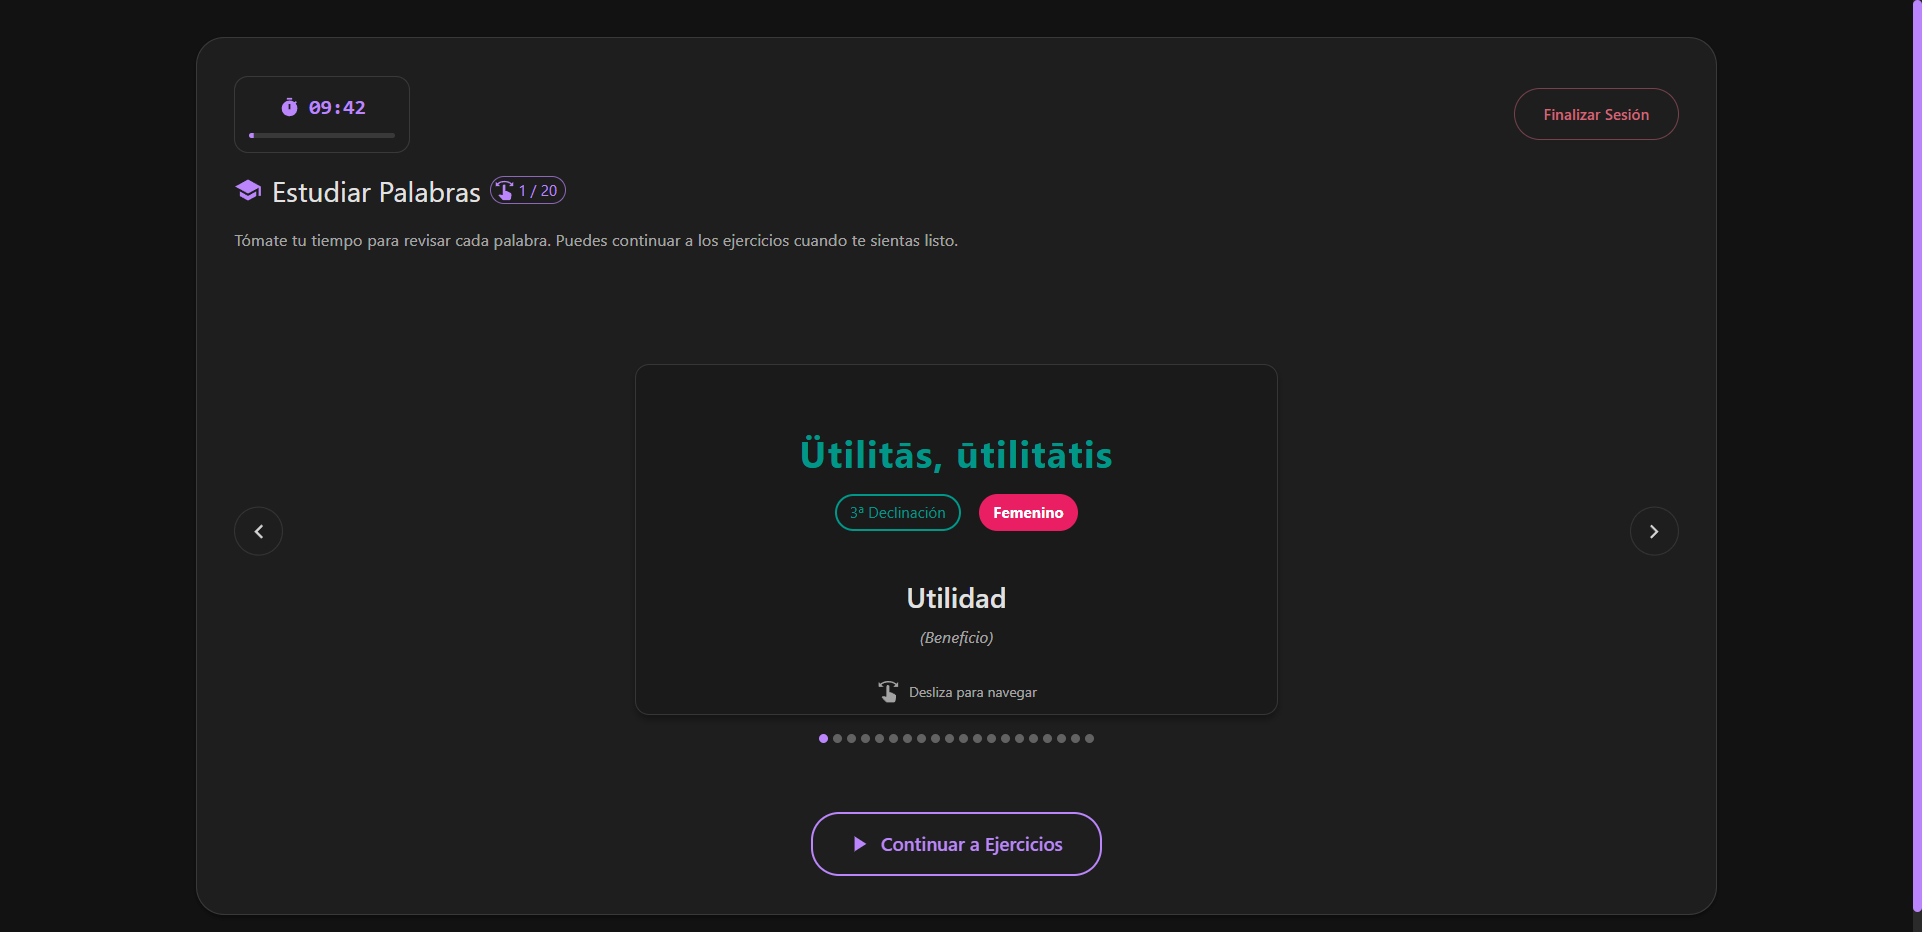 09:42
Finalizar Sesión
Estudiar Palabras 1 / 20
Tómate tu tiempo para revisar cada palabra. Puedes continuar a los ejercicios cuando te sientas listo.
Ütilitās, ūtilitātis
3ª Declinación Femenino
Utilidad
(Beneficio)
Desliza para navegar
Continuar a Ejercicios